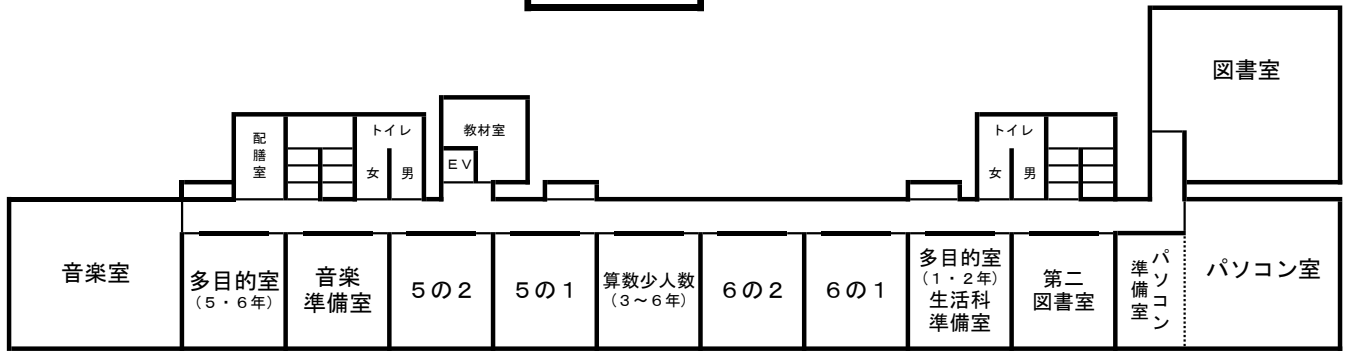 図書室
配膳室
トイレ
女
男
教材室
ＥＶ
トイレ
女
男
音楽室
多目的室
（５・６年）
音楽
準備室
５の２
５の１
算数少人数
（３～６年）
６の２
６の１
多目的室
（１・２年）
生活科
準備室
第二
図書室
パソコン
準備室
パソコン室